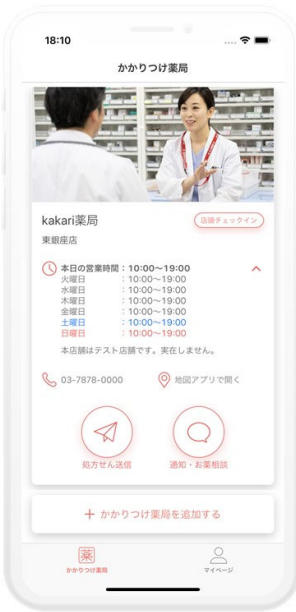 18:10
かかりつけ薬局
kakari薬局
店頭チェックイン
東銀座店
本日の営業時間：10:00〜19:00
火曜日 ：10:00〜19:00
水曜日 ：10:00〜19:00
木曜日 ：10:00〜19:00
金曜日 ：10:00〜19:00
土曜日 ：10:00〜19:00
日曜日 ：10:00〜19:00
本店舗はテスト店舗です。実在しません。
03-7878-0000 地図アプリで開く
処方せん送信 通知・お薬相談
＋ かかりつけ薬局を追加する
薬
かかりつけ薬局 マイページ